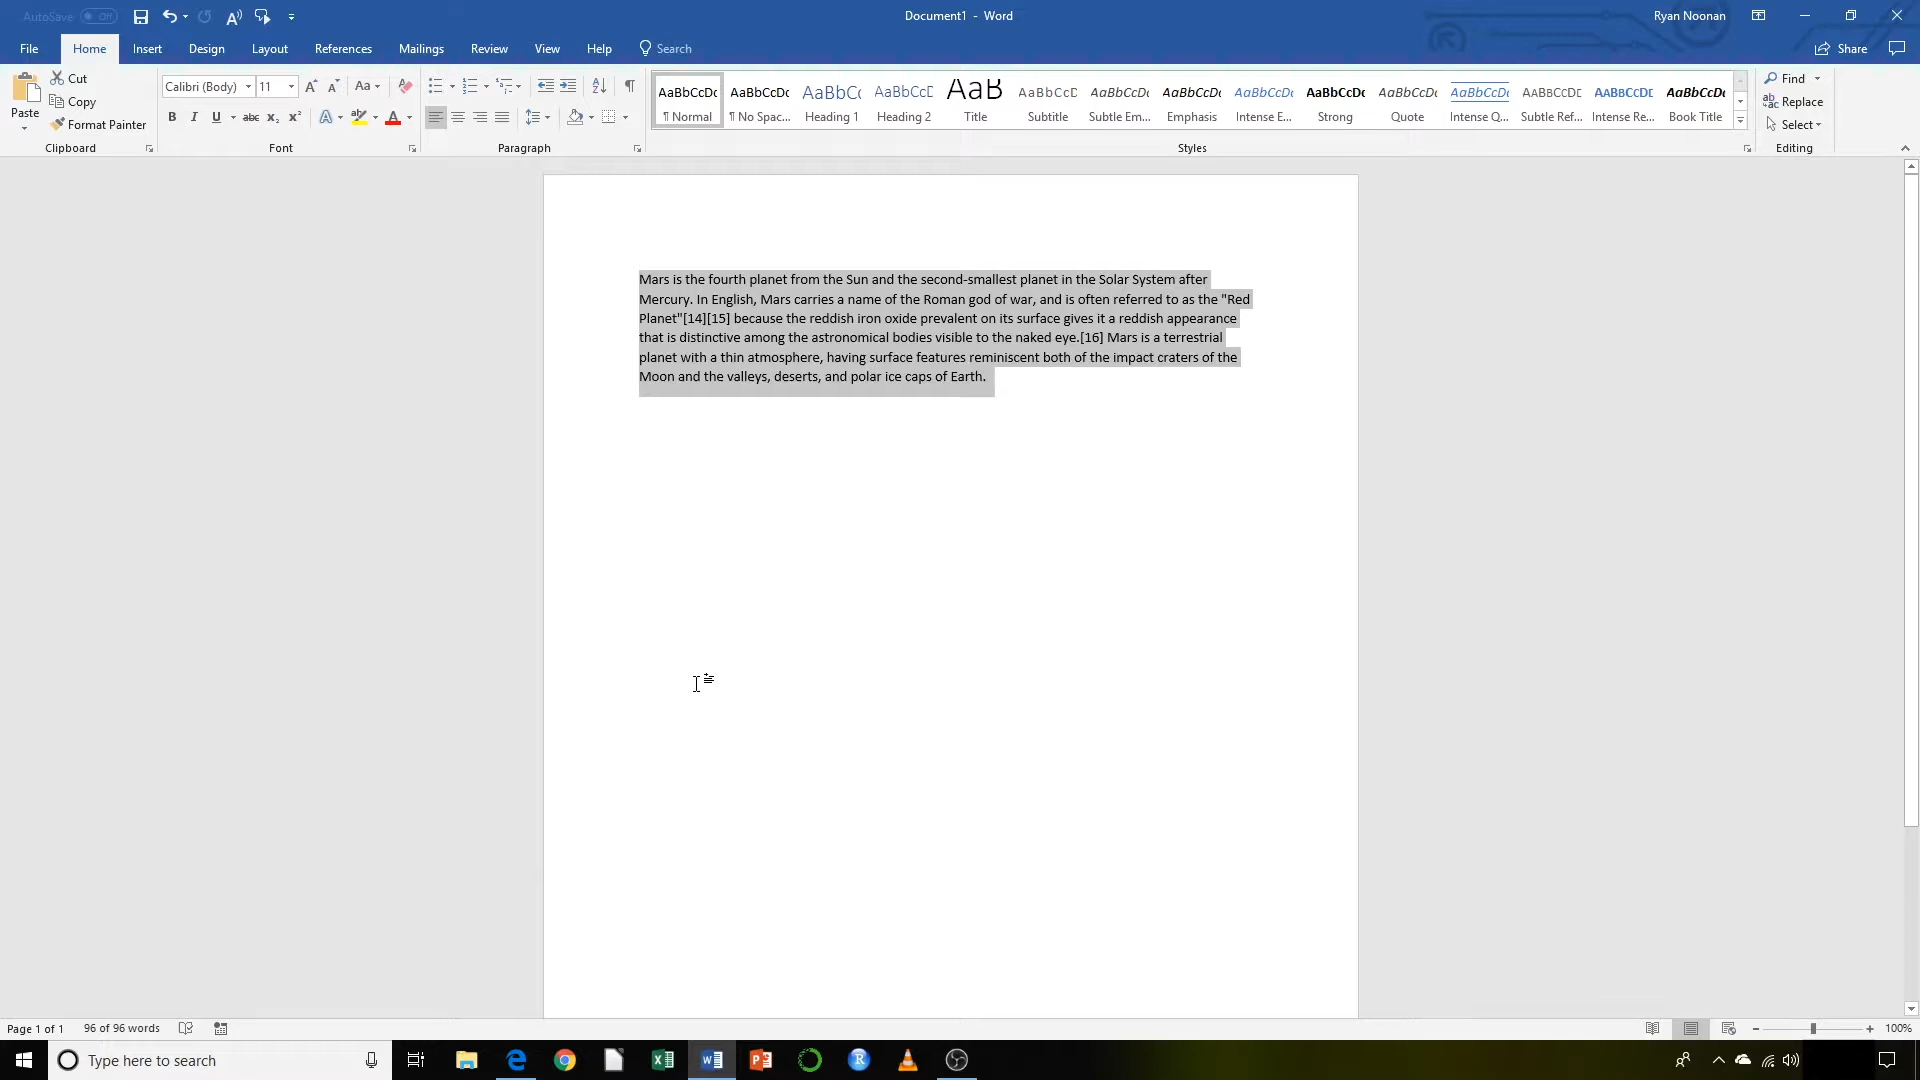 AutoSave Off
Document1 - Word
Ryan Noonan
File Home Insert Design Layout References Mailings Review View Help Search
Share
Paste
Cut
Copy
Format Painter
Clipboard
Calibri (Body) 11
Aa
B I U abc x₂ x²
A ab A
Font
Paragraph
AaBbCcDc AaBbCcDc AaBbCc AaBbCcD AaB AaBbCcD AaBbCcDc AaBbCcDc AaBbCcDc AaBbCcDc AaBbCcDc AaBbCcDc AABBCCDE AABBCCDE AaBbCcDc
¶ Normal ¶ No Spac... Heading 1 Heading 2 Title Subtitle Subtle Em... Emphasis Intense E... Strong Quote Intense Q... Subtle Ref... Intense Re... Book Title
Styles
Find
Replace
Select
Editing
Mars is the fourth planet from the Sun and the second-smallest planet in the Solar System after
Mercury. In English, Mars carries a name of the Roman god of war, and is often referred to as the "Red
Planet"[14][15] because the reddish iron oxide prevalent on its surface gives it a reddish appearance
that is distinctive among the astronomical bodies visible to the naked eye.[16] Mars is a terrestrial
planet with a thin atmosphere, having surface features reminiscent both of the impact craters of the
Moon and the valleys, deserts, and polar ice caps of Earth.
Page 1 of 1 96 of 96 words
100%
Type here to search